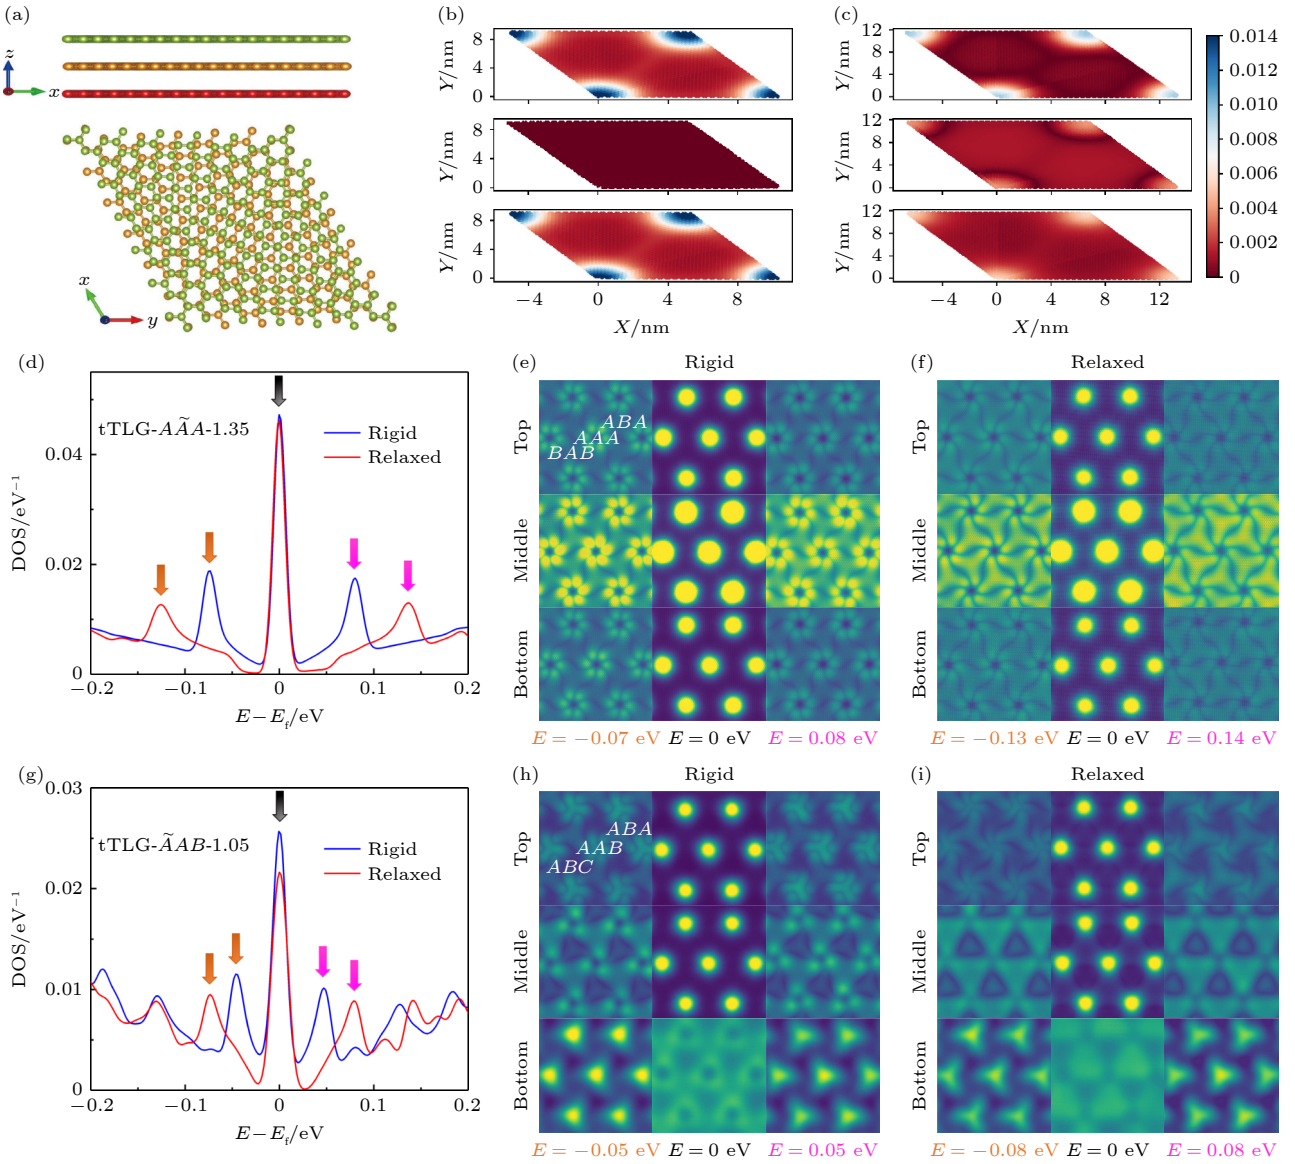 (a)
z
x
x
y
(b)
Y/nm
8
4
0
Y/nm
8
4
0
Y/nm
8
4
0
−4 0 4 8
X/nm
(c)
Y/nm
12
8
4
0
Y/nm
12
8
4
0
Y/nm
12
8
4
0
−4 0 4 8 12
X/nm
0.014
0.012
0.010
0.008
0.006
0.004
0.002
0
(d)
DOS/eV⁻¹
0.04
0.02
0
tTLG-AÃA-1.35
Rigid
Relaxed
−0.2 −0.1 0 0.1 0.2
E−E_f/eV
(e) Rigid
Top
Middle
Bottom
ABA
AAA
BAB
E=−0.07 eV E=0 eV E=0.08 eV
(f) Relaxed
Top
Middle
Bottom
E=−0.13 eV E=0 eV E=0.14 eV
(g)
DOS/eV⁻¹
0.03
0.02
0.01
0
tTLG-ÃAB-1.05
Rigid
Relaxed
−0.2 −0.1 0 0.1 0.2
E−E_f/eV
(h) Rigid
Top
Middle
Bottom
ABA
AAB
ABC
E=−0.05 eV E=0 eV E=0.05 eV
(i) Relaxed
Top
Middle
Bottom
E=−0.08 eV E=0 eV E=0.08 eV